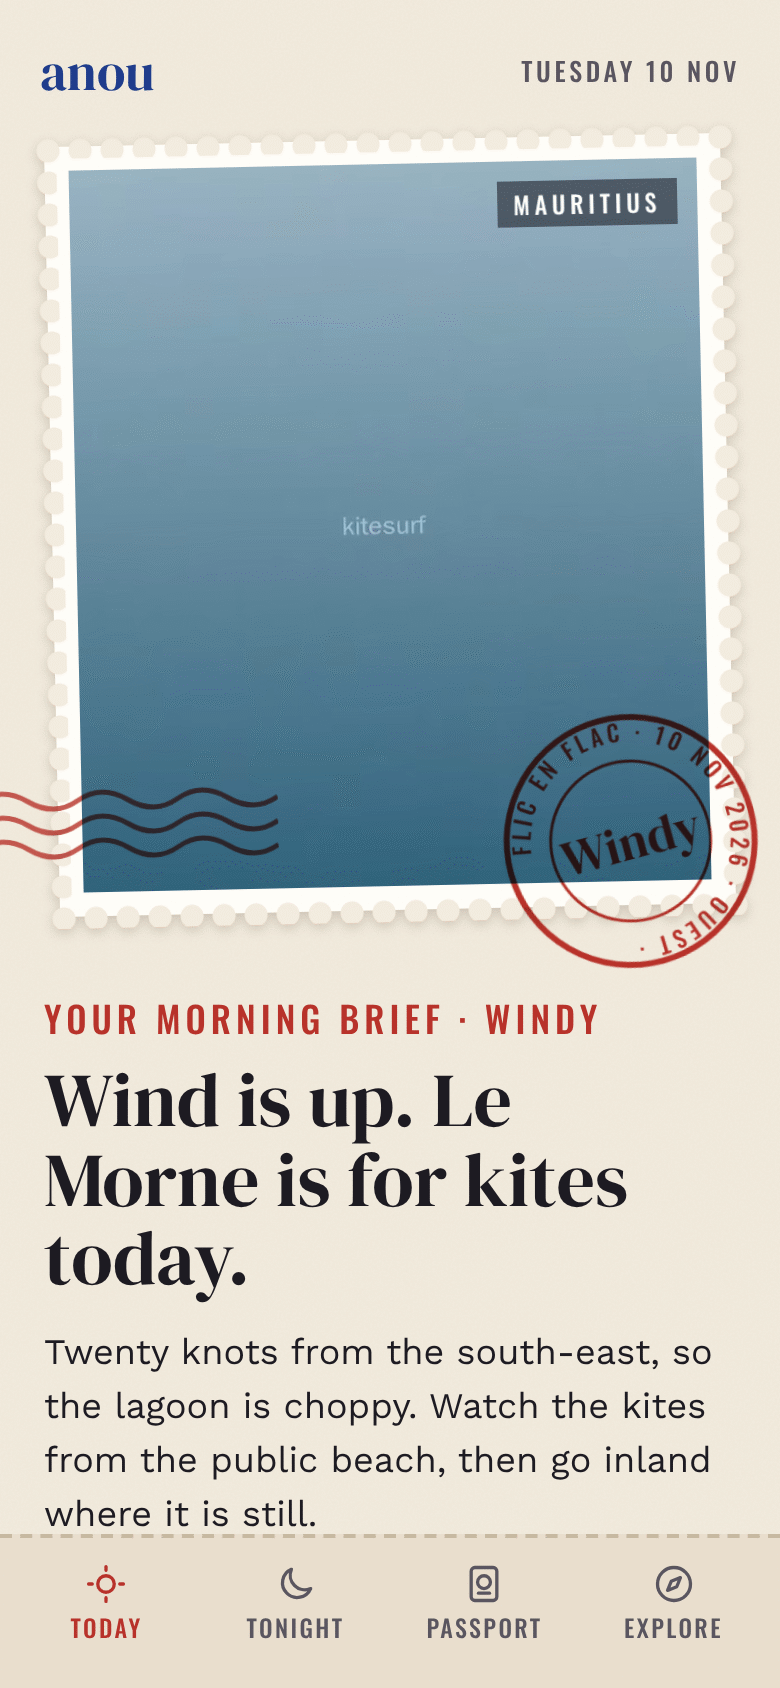 anou
TUESDAY 10 NOV
MAURITIUS
kitesurf
FLIC EN FLAC · 10 NOV 2026 · OUEST ·
Windy
YOUR MORNING BRIEF · WINDY
Wind is up. Le
Morne is for kites
today.
Twenty knots from the south-east, so
the lagoon is choppy. Watch the kites
from the public beach, then go inland
where it is still.
TODAY
TONIGHT
PASSPORT
EXPLORE